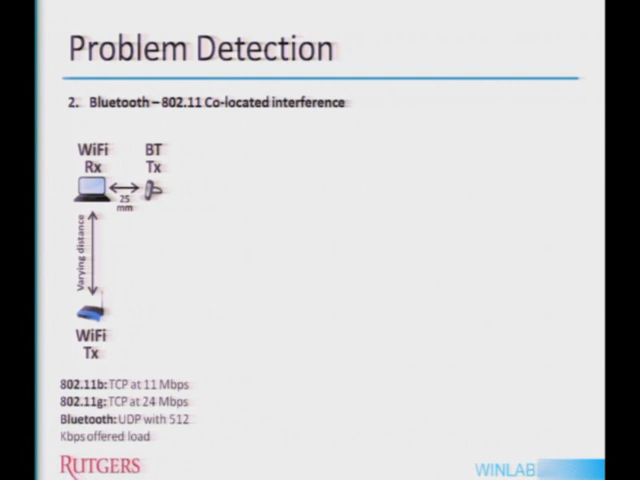 Problem Detection
2. Bluetooth – 802.11 Co-located interference
WiFi
Rx
BT
Tx
25
mm
Varying distance
WiFi
Tx
802.11b: TCP at 11 Mbps
802.11g: TCP at 24 Mbps
Bluetooth: UDP with 512
Kbps offered load
RUTGERS
WINLAB